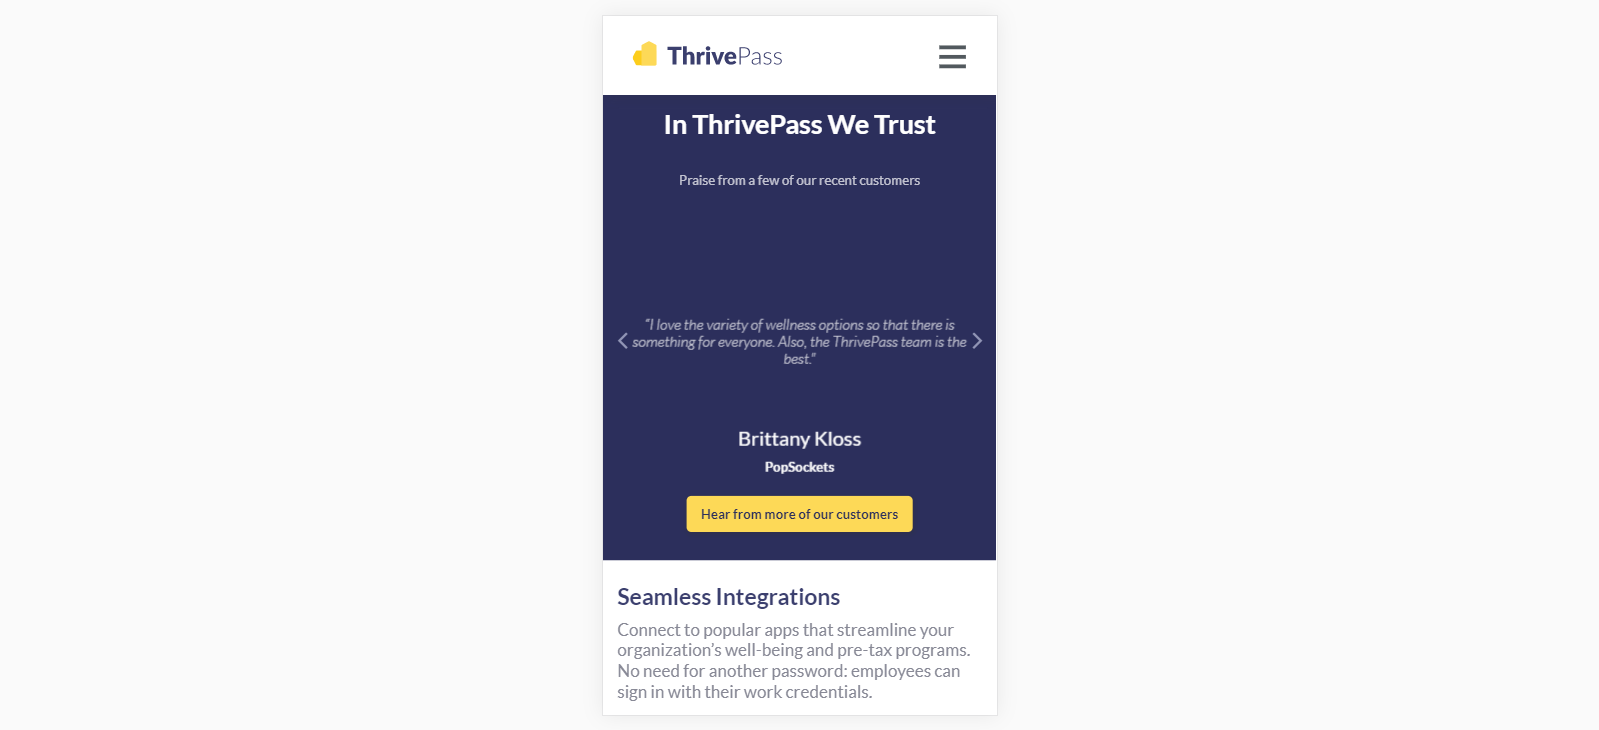 ThrivePass
In ThrivePass We Trust
Praise from a few of our recent customers
"I love the variety of wellness options so that there is
something for everyone. Also, the ThrivePass team is the
best."
Brittany Kloss
PopSockets
Hear from more of our customers
Seamless Integrations
Connect to popular apps that streamline your
organization's well-being and pre-tax programs.
No need for another password: employees can
sign in with their work credentials.